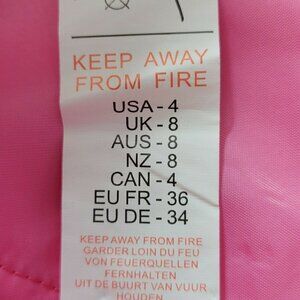 KEEP AWAY
FROM FIRE
USA - 4
UK - 8
AUS - 8
NZ - 8
CAN - 4
EU FR - 36
EU DE - 34
KEEP AWAY FROM FIRE
GARDER LOIN DU FEU
VON FEUERQUELLEN
FERNHALTEN
UIT DE BUURT VAN VUUR
HOUDEN